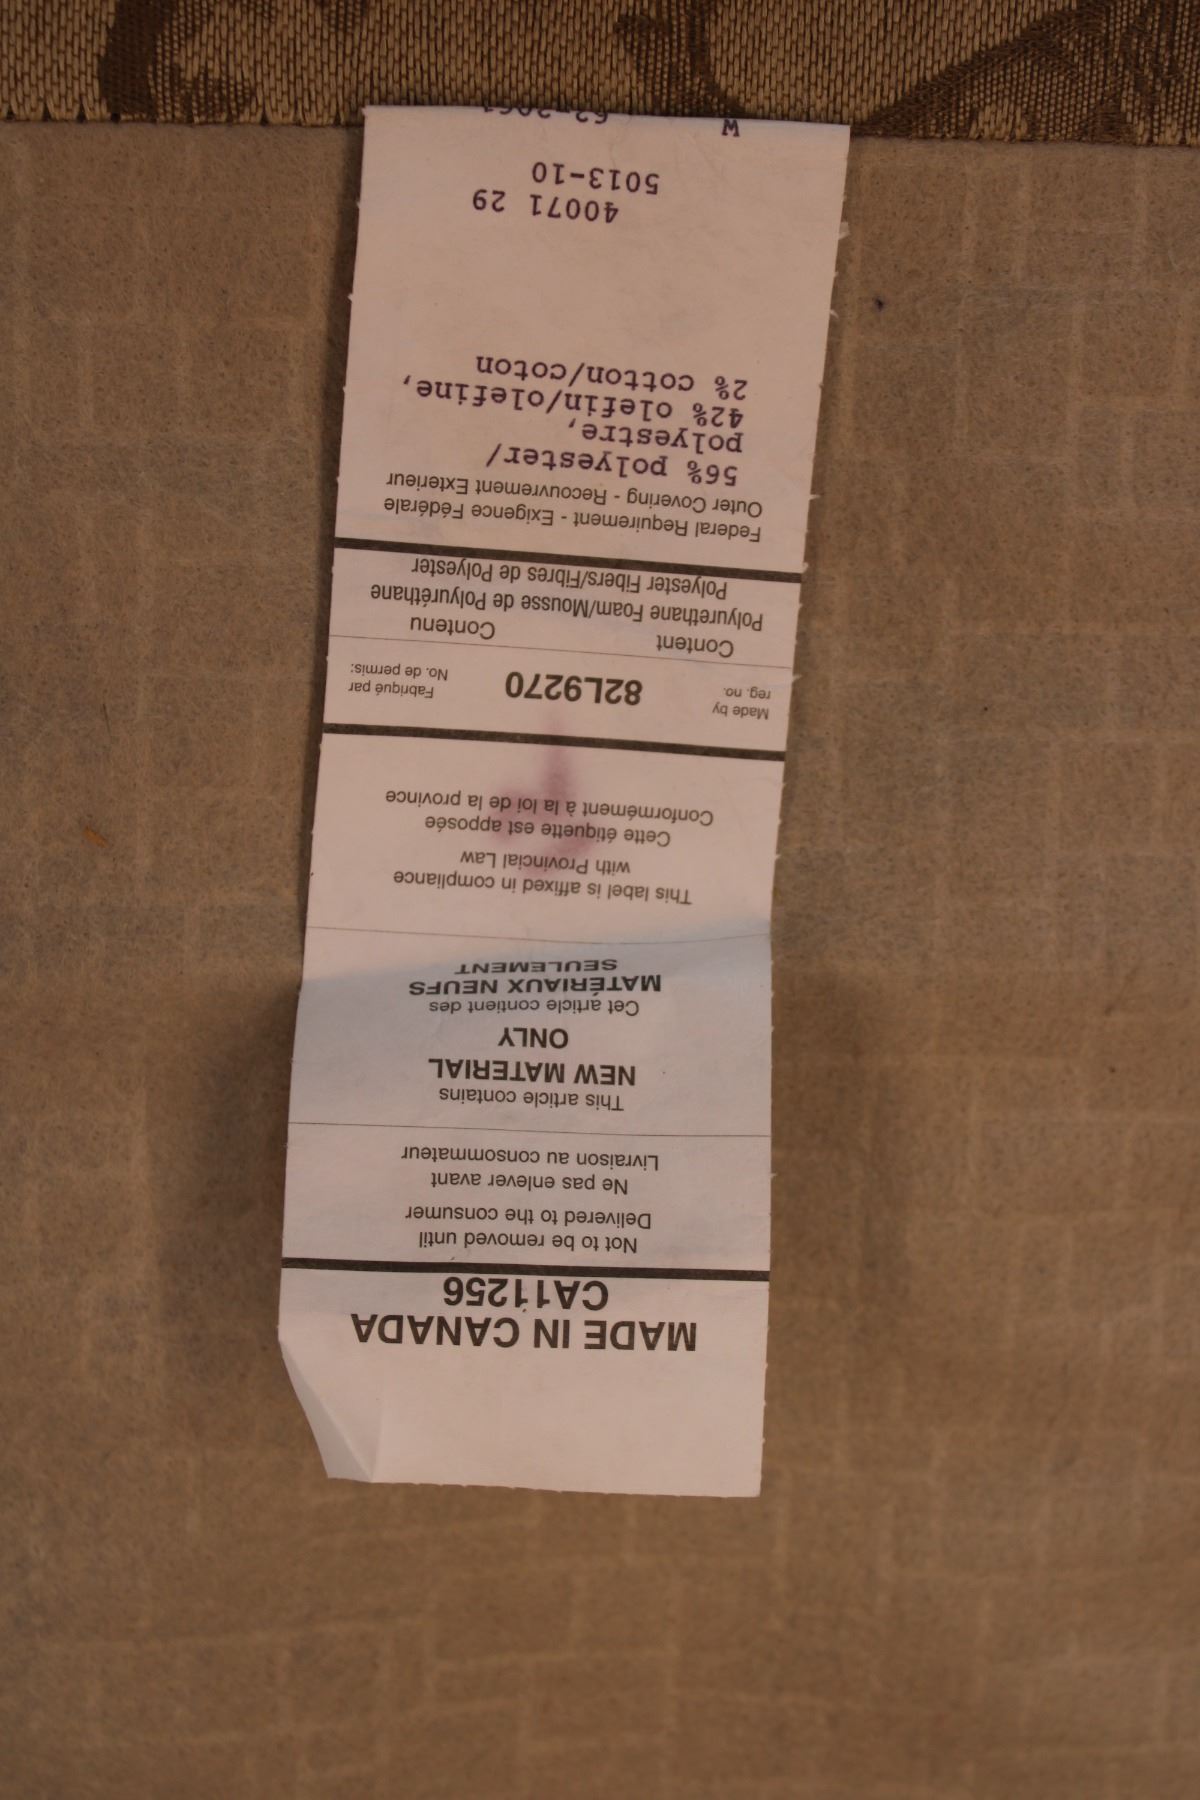 MADE IN CANADA
CA11256
Not to be removed until
Delivered to the consumer
Ne pas enlever avant
Livraison au consommateur
This article contains
NEW MATERIAL
ONLY
Cet article contient des
MATÉRIAUX NEUFS
SEULEMENT
This label is affixed in compliance
with Provincial Law
Cette étiquette est apposée
Conformément à la loi de la province
Made by reg. no. 82L9270 Fabriqué par No. de permis:
Content Contenu
Polyurethane Foam/Mousse de Polyuréthane
Polyester Fibers/Fibres de Polyester
Federal Requirement - Exigence Fédérale
Outer Covering - Recouvrement Exterieur
56% polyester/
polyestre,
42% olefin/olefine,
2% cotton/coton
40071 29
5013-10
W